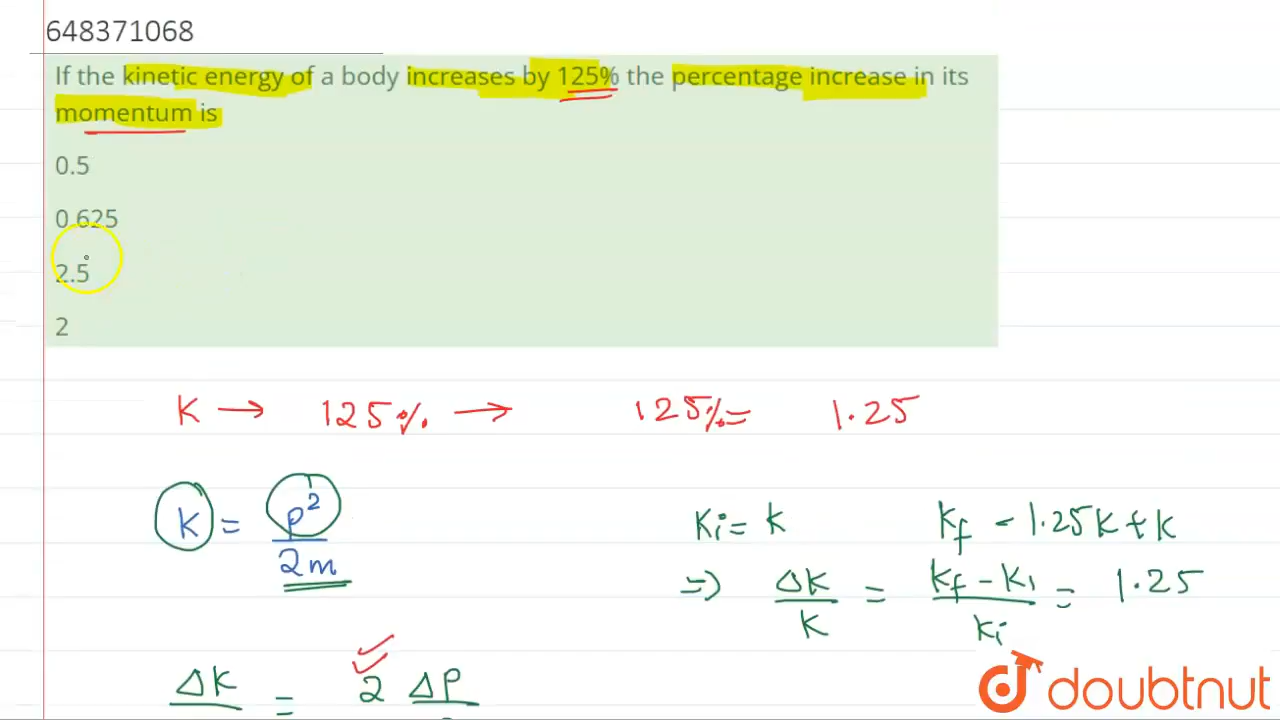 648371068
If the kinetic energy of a body increases by 125% the percentage increase in its
momentum is
0.5
0.625
2.5
2
K → 125% → 125%= 1.25
K = P²
2m
Ki = K Kf - 1.25K + K
=) ΔK = Kf - Ki = 1.25
K Ki
ΔK = 2 ΔP
doubtnut